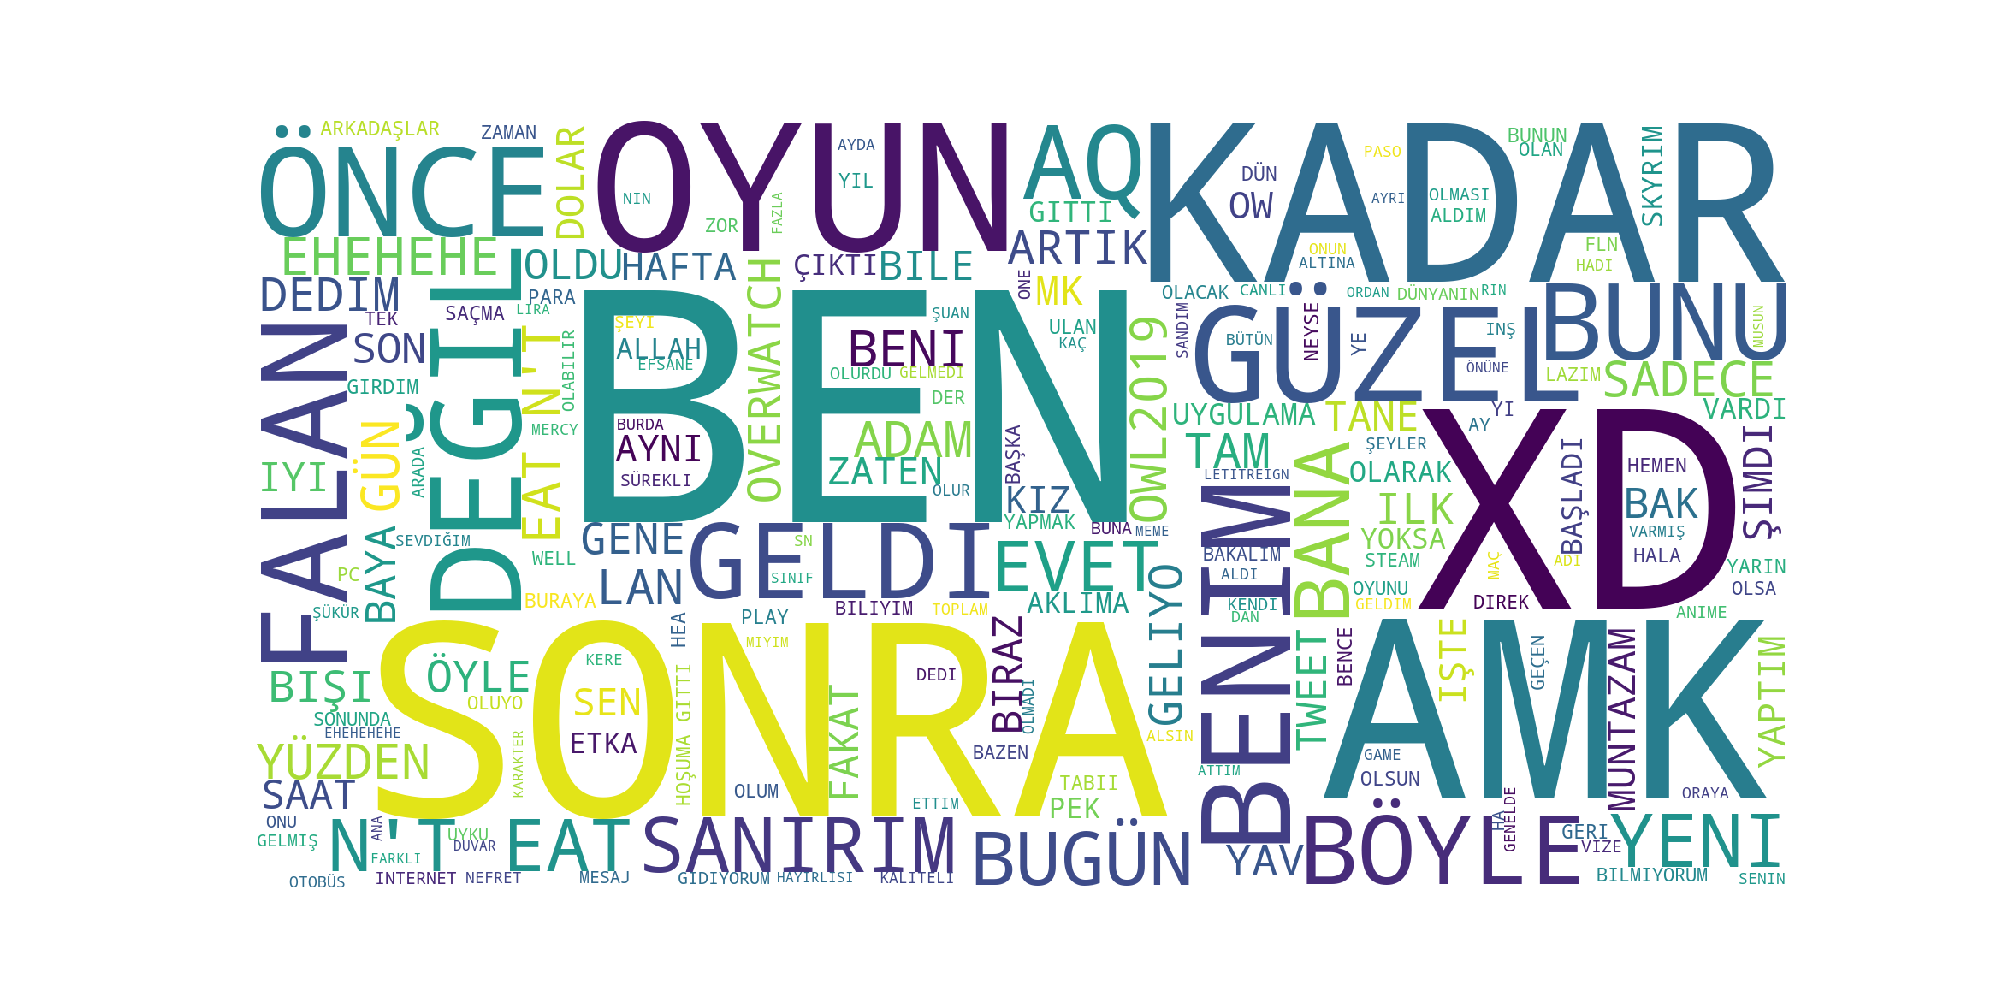 ARKADAŞLAR
ZAMAN
ÖNCE
DOLAR
OYUN
NIN
AYDA
YIL
ZOR
FAZLA
AQ
GITTI
KADAR
DÜN
OW
PASO
AYRI
OLMASI
ALDIM
BUNUN
OLAN
SKYRIM
ONUN
ALTINA
FLN
HADI
EHEHEHE
OLDU
HAFTA
ÇIKTI
BILE
ARTIK
ONE
MK
OLACAK
CANLI
ORDAN
DÜNYANIN
RIN
DEDIM
DEĞIL
SAÇMA
TEK
PARA
LIRA
BEN
ŞEYI
ALLAH
EFSANE
OVERWATCH
BENI
OLURDU
GELMEDI
ŞUAN
DER
ULAN
KAÇ
OWL2019
SANDIM
GÜZEL
BÜTÜN
NEYSE
YE
INŞ
ÖNÜNE
BUNU
MUSUN
FALAN
SON
GIRDIM
EAT N'T
OLABILIR
MERCY
BURDA
AYNI
SÜREKLI
ADAM
ZATEN
OLUR
BAŞKA
KIZ
YAPMAK
BUNA
MEME
UYGULAMA
TANE
YI
AY
LAZIM
SADECE
VARDI
IYI
GÜN
ARADA
TAM
LETITREIGN
BANA
ŞEYLER
OLARAK
ILK
YOKSA
STEAM
XD
MAÇ
BAŞLADI
ADI
HEMEN
BAK
VARMIŞ
HALA
ŞIMDI
SEVDIĞIM
BAYA
PC
ŞÜKÜR
WELL
BURAYA
GENE
LAN
GELDI
SN
SINIF
EVET
AKLIMA
GELIYO
BENIM
BAKALIM
ALDI
KENDI
DAN
OYUNU
GELDIM
DIREK
YARIN
OLSA
ANIME
BILIYIM
TOPLAM
PLAY
MIYIM
HEA
SONRA
BIŞI
ÖYLE
OLUYO
SONUNDA
EHEHEHEHE
KERE
SEN
ETKA
KARAKTER
HOŞUMA GITTI
FAKAT
DEDI
BIRAZ
OLMADI
BAZEN
ALSIN
TWEET
BENCE
IŞTE
GEÇEN
AMK
GAME
OLSUN
MUNTAZAM
YAPTIM
ORAYA
YÜZDEN
SAAT
ONU
GELMIŞ
ANA
OLUM
ETTIM
TABII
PEK
ATTIM
N'T EAT
FARKLI
UYKU
DUVAR
SANIRIM
BUGÜN
YAV
BÖYLE
HA
GENELDE
GERI
VIZE
YENI
OTOBÜS
INTERNET
NEFRET
MESAJ
GIDIYORUM
HAYIRLISI
KALITELI
BILMIYORUM
SENIN